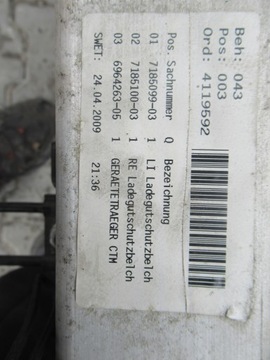 Beh: 043
Pos: 003
Ord: 4119592
Pos. Sachnummer Q Bezeichnung
01 7185099-03 1 LI Ladegutschutzbelch
02 7185100-03 1 RE Ladegutschutzbelch
03 6964263-05 1 GERAETETRAEGER CTM
SWET: 24.04.2009 21:36